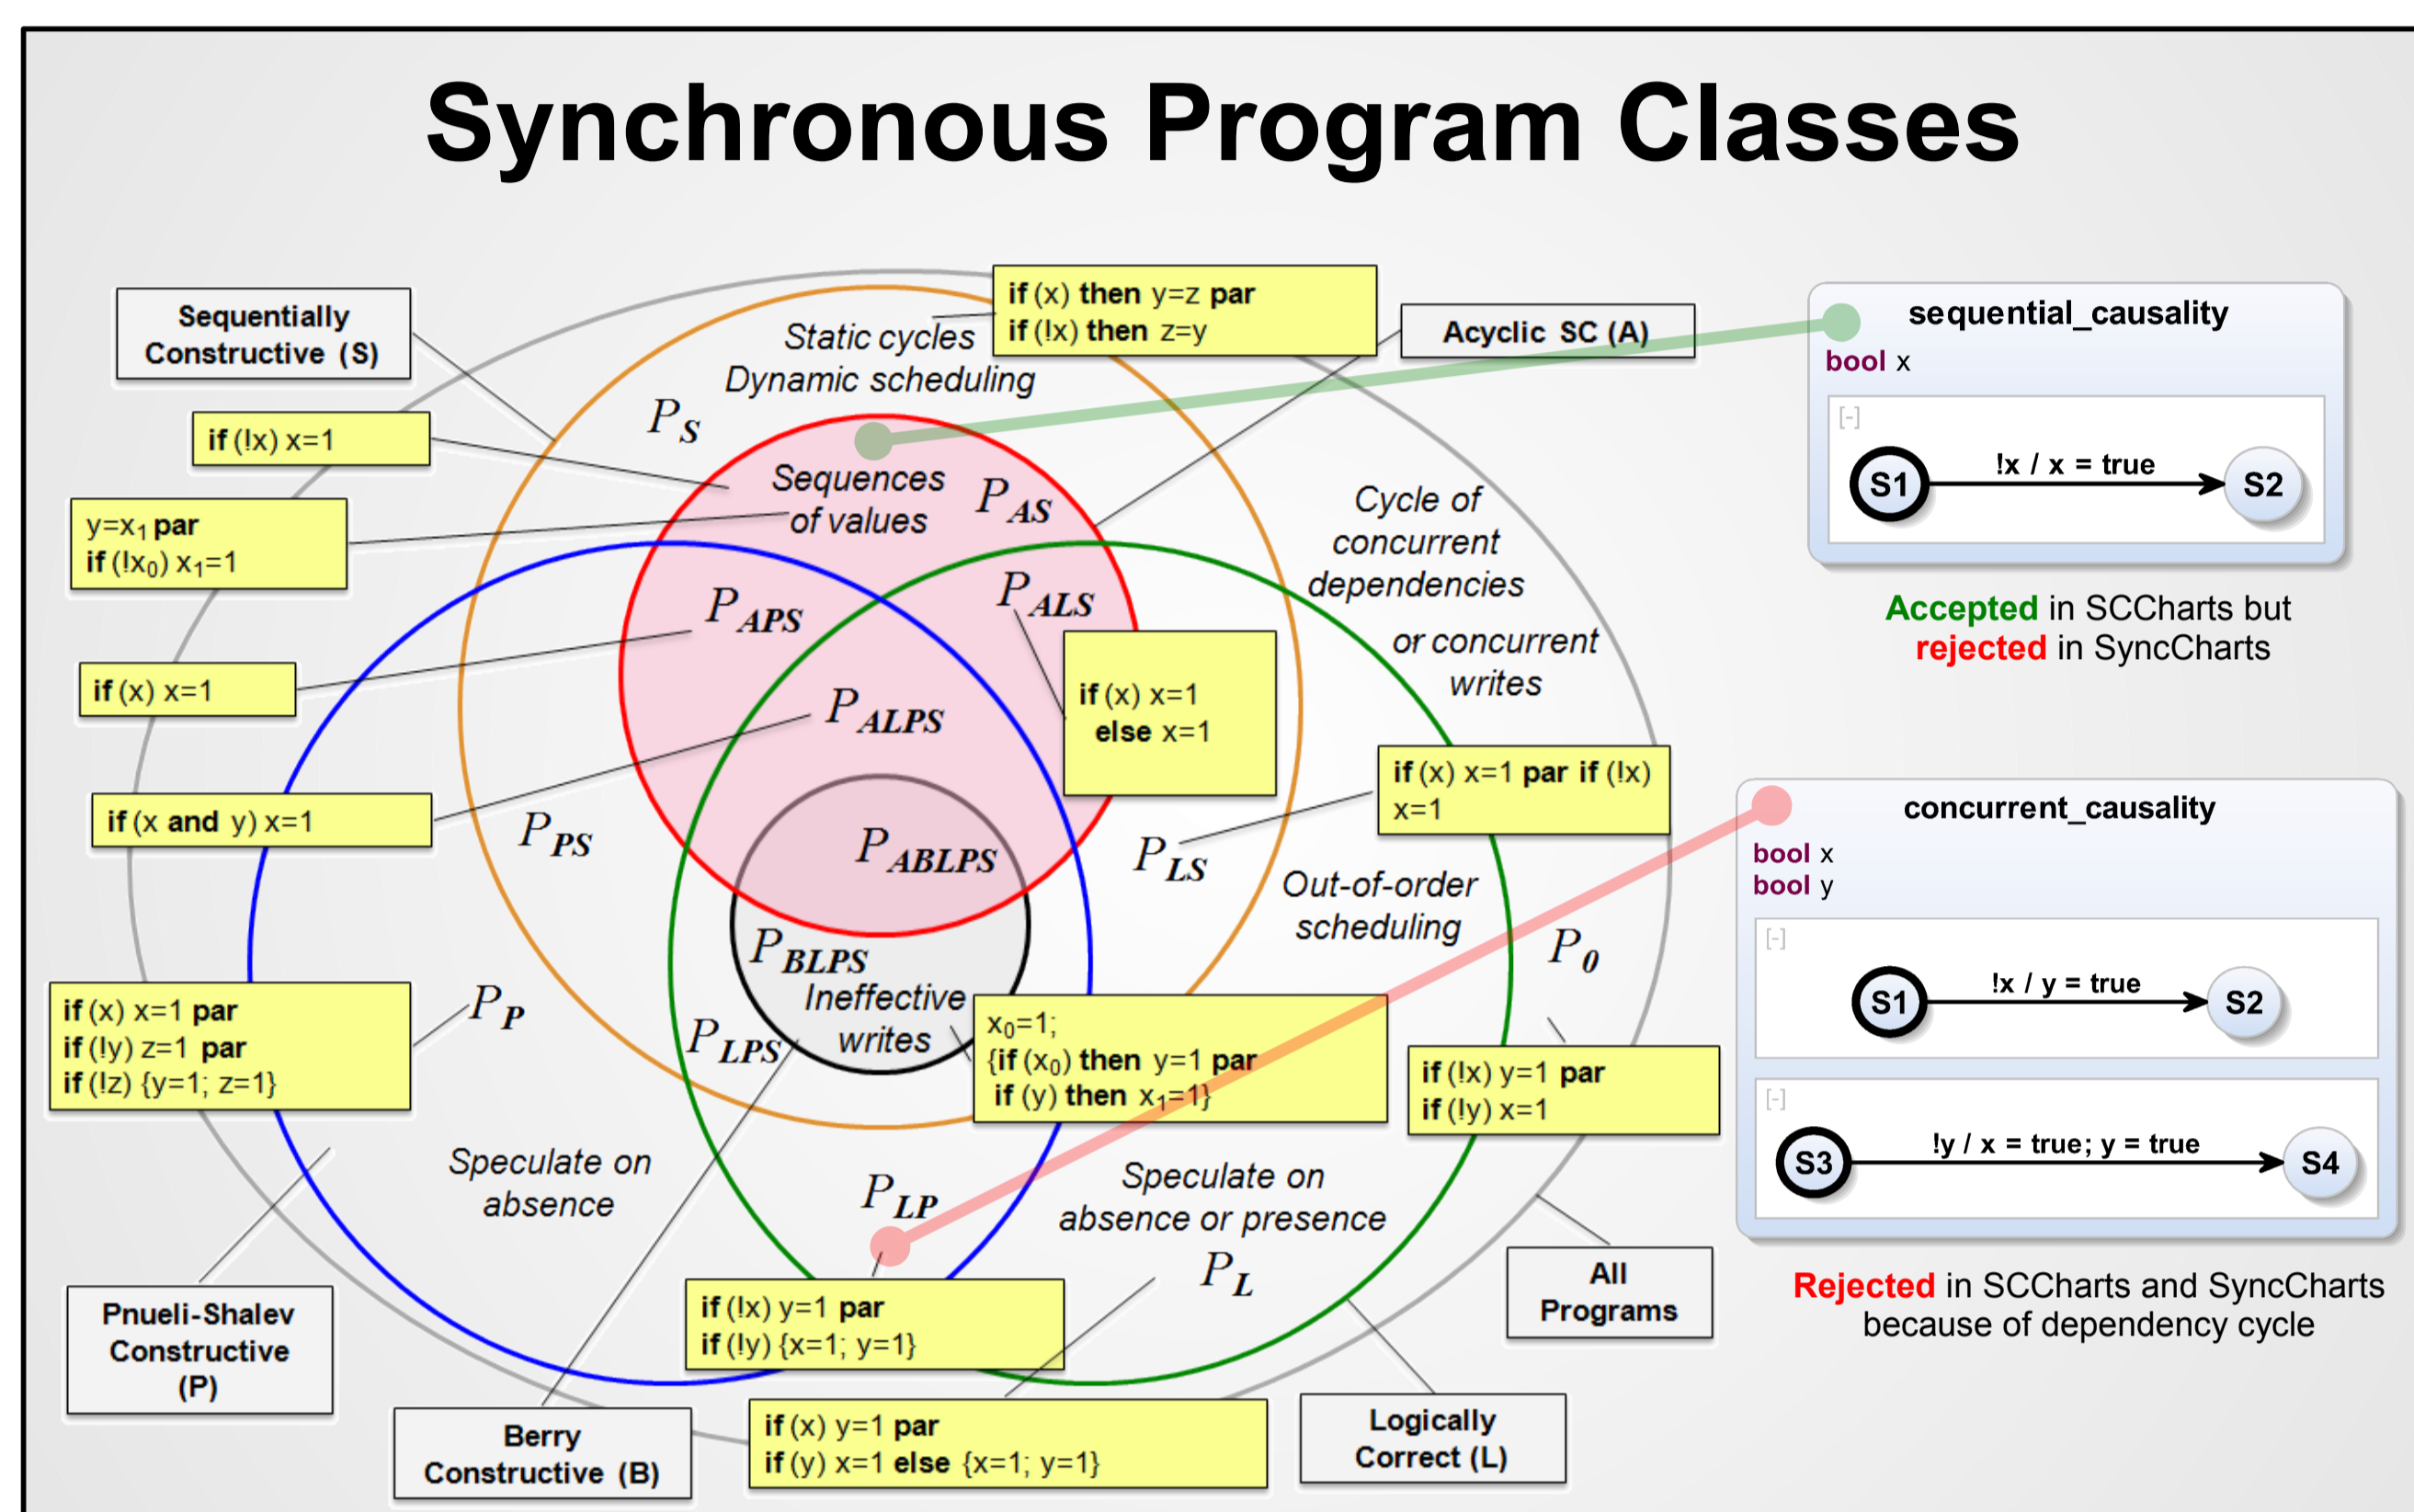 Synchronous Program Classes
Sequentially
Constructive (S)
if (!x) x=1
y=x₁ par
if (!x₀) x₁=1
if (x) x=1
if (x and y) x=1
if (x) x=1 par
if (!y) z=1 par
if (!z) {y=1; z=1}
Pnueli-Shalev
Constructive
(P)
Berry
Constructive (B)
if (x) then y=z par
if (!x) then z=y
Acyclic SC (A)
Static cycles
Dynamic scheduling
P_S
Sequences
of values
P_AS
P_APS
P_ALS
if (x) x=1
else x=1
P_ALPS
P_ABLPS
P_PS
P_LS
P_BLPS
Ineffective
writes
P_LPS
P_P
x₀=1;
{if (x₀) then y=1 par
if (y) then x₁=1}
Cycle of
concurrent
dependencies
or concurrent
writes
if (x) x=1 par if (!x)
x=1
Out-of-order
scheduling
P_0
if (!x) y=1 par
if (!y) x=1
Speculate on
absence
P_LP
Speculate on
absence or presence
P_L
if (!x) y=1 par
if (!y) {x=1; y=1}
if (x) y=1 par
if (y) x=1 else {x=1; y=1}
All
Programs
Logically
Correct (L)
sequential_causality
bool x
[-]
S1
!x / x = true
S2
Accepted in SCCharts but
rejected in SyncCharts
concurrent_causality
bool x
bool y
[-]
S1
!x / y = true
S2
[-]
S3
!y / x = true; y = true
S4
Rejected in SCCharts and SyncCharts
because of dependency cycle